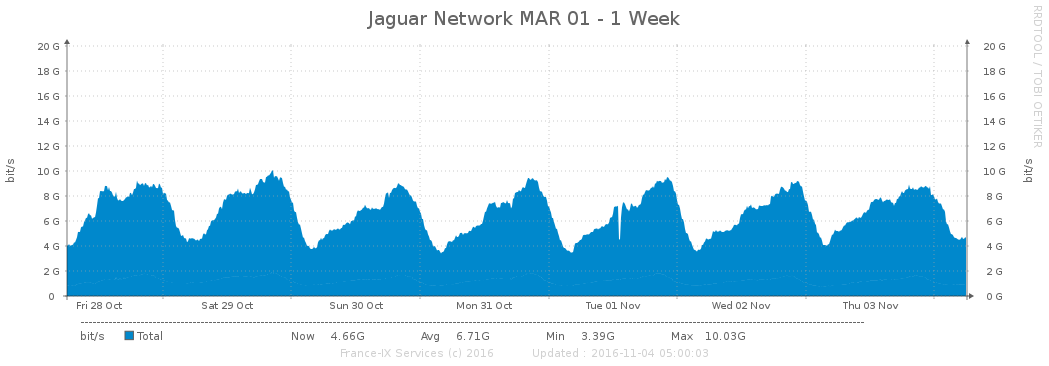 Jaguar Network MAR 01 - 1 Week
RRDTOOL / TOBI OETIKER
bit/s
20 G 20 G
18 G 18 G
16 G 16 G
14 G 14 G
12 G 12 G
10 G 10 G
8 G 8 G
6 G 6 G
4 G 4 G
2 G 2 G
0 0 G
bit/s
Fri 28 Oct Sat 29 Oct Sun 30 Oct Mon 31 Oct Tue 01 Nov Wed 02 Nov Thu 03 Nov
bit/s Total Now 4.66G Avg 6.71G Min 3.39G Max 10.03G
France-IX Services (c) 2016 Updated : 2016-11-04 05:00:03